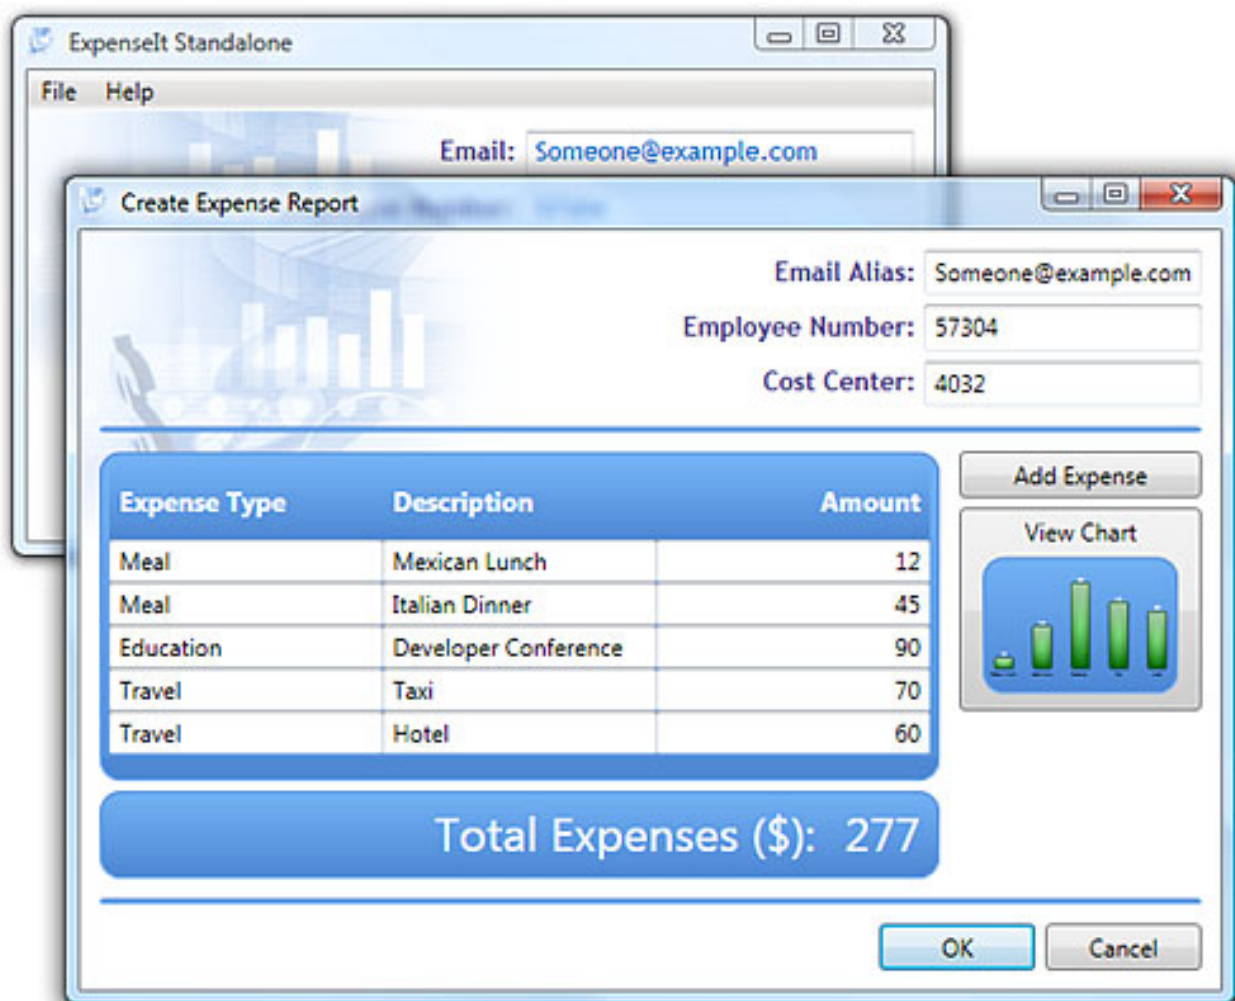 ExpenseIt Standalone
File Help
Email: Someone@example.com
Create Expense Report
Email Alias: Someone@example.com
Employee Number: 57304
Cost Center: 4032
Expense Type Description Amount
Meal Mexican Lunch 12
Meal Italian Dinner 45
Education Developer Conference 90
Travel Taxi 70
Travel Hotel 60
Total Expenses ($): 277
Add Expense
View Chart
OK Cancel